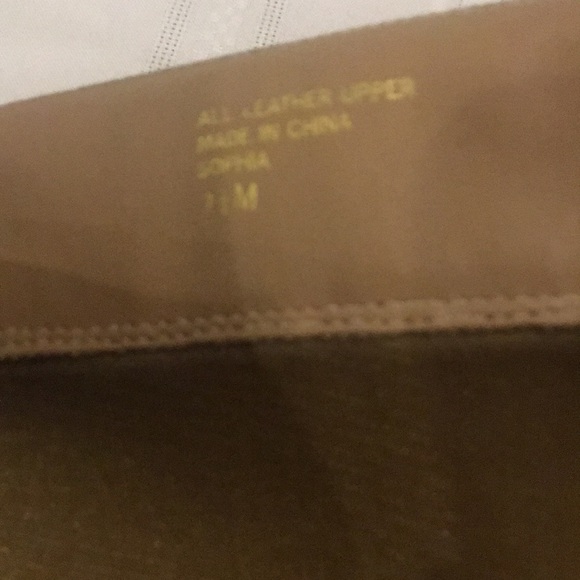 ALL LEATHER UPPER
MADE IN CHINA
SOPHIA
M